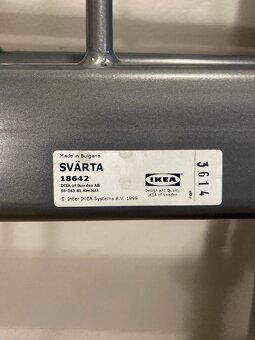 Made in Bulgaria
SVÄRTA
18642
IKEA of Sweden AB
SE-343 81 Älmhult
© Inter IKEA Systems B.V. 1999
IKEA
Design and Quality
IKEA of Sweden
3614